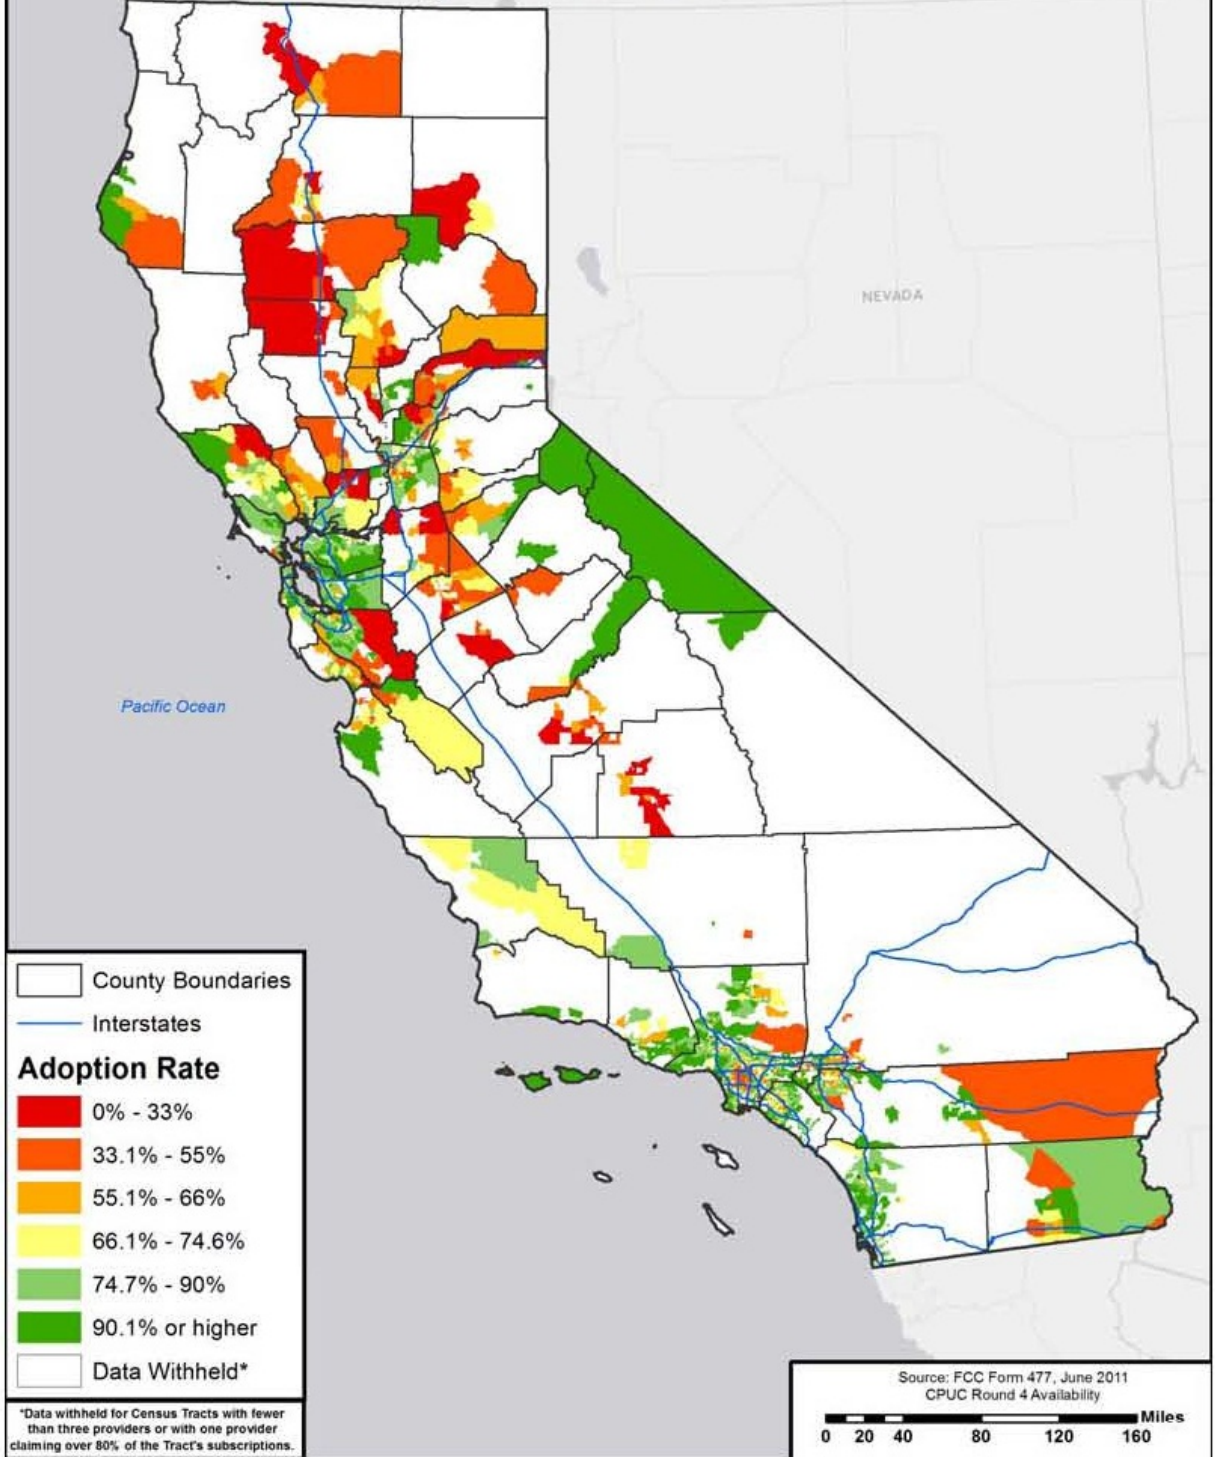 NEVADA
Pacific Ocean
County Boundaries
Interstates
Adoption Rate
0% - 33%
33.1% - 55%
55.1% - 66%
66.1% - 74.6%
74.7% - 90%
90.1% or higher
Data Withheld*
*Data withheld for Census Tracts with fewer
than three providers or with one provider
claiming over 80% of the Tract's subscriptions.
Source: FCC Form 477, June 2011
CPUC Round 4 Availability
Miles
0 20 40 80 120 160